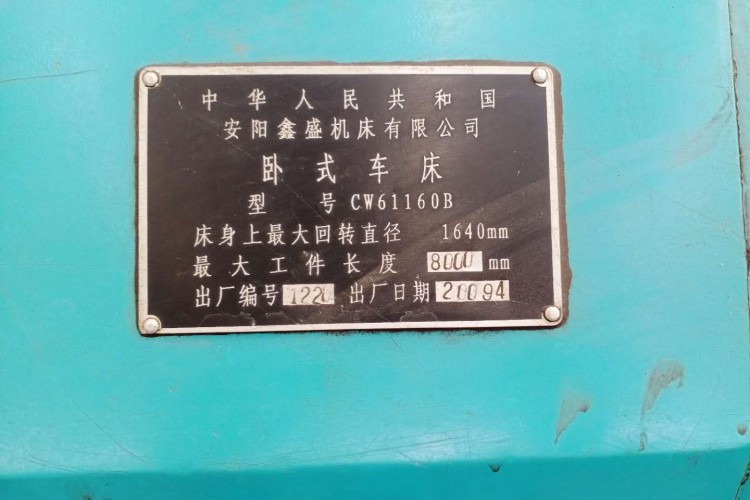 中华人民共和国
安阳鑫盛机床有限公司
卧式车床
型号 CW61160B
床身上最大回转直径 1640mm
最大工件长度 8000 mm
出厂编号 1220 出厂日期 20094